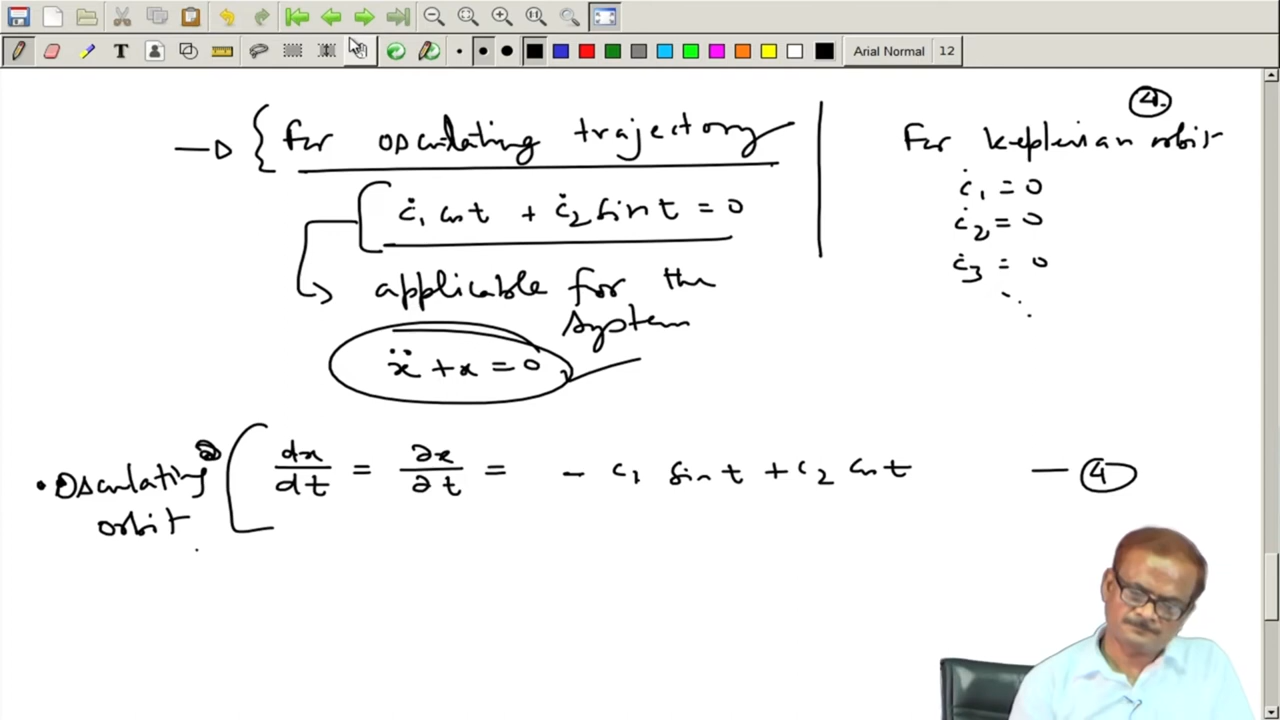 Arial Normal 12
4.
For osculating trajectory
For keplerian orbit
ċ₁ cos t + ċ₂ sin t = 0
ċ₁ = 0
ċ₂ = 0
ċ₃ = 0
applicable for the
system
ẍ + x = 0
• Osculating
orbit
dx/dt = ∂x/∂t = - c₁ sin t + c₂ cos t — 4